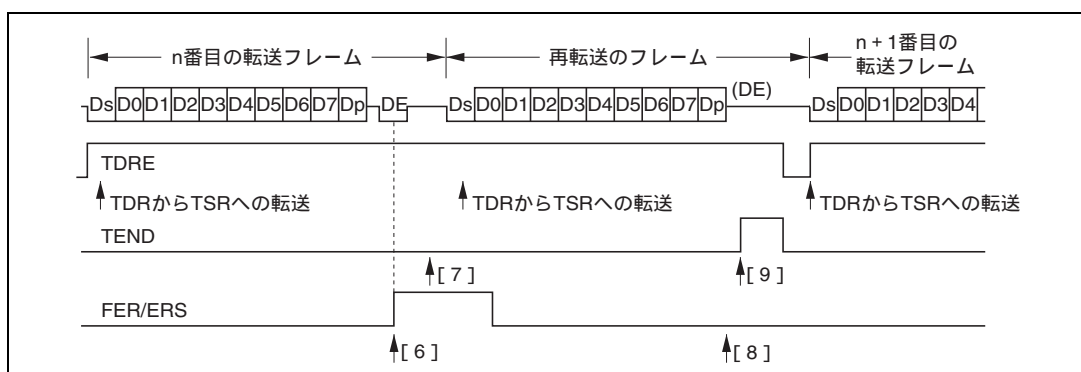 n番目の転送フレーム
再転送のフレーム
n + 1番目の
転送フレーム
Ds D0 D1 D2 D3 D4 D5 D6 D7 Dp DE Ds D0 D1 D2 D3 D4 D5 D6 D7 Dp (DE) Ds D0 D1 D2 D3 D4
TDRE
TDRからTSRへの転送 TDRからTSRへの転送 TDRからTSRへの転送
TEND
[ 7 ] [ 9 ]
FER/ERS
[ 6 ] [ 8 ]